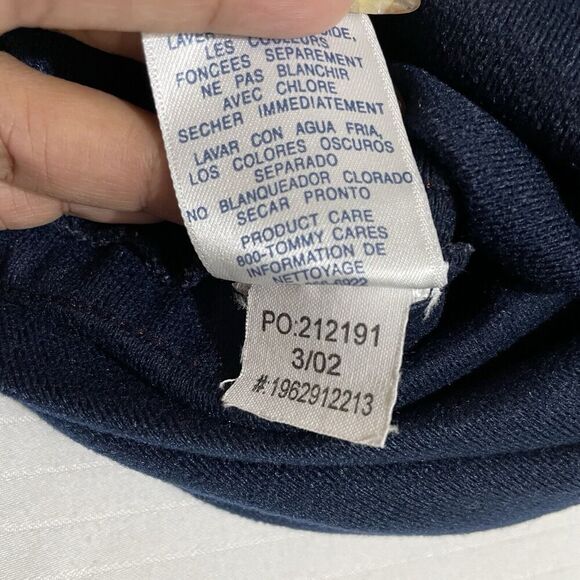 LAVER
LES COULEURS
FONCEES SEPAREMENT
NE PAS BLANCHIR
AVEC CHLORE
SECHER IMMEDIATEMENT
LAVAR CON AGUA FRIA,
LOS COLORES OSCUROS
SEPARADO
NO BLANQUEADOR CLORADO
SECAR PRONTO
PRODUCT CARE
800-TOMMY CARES
INFORMATION DE
NETTOYAGE
PO:212191
3/02
#:1962912213